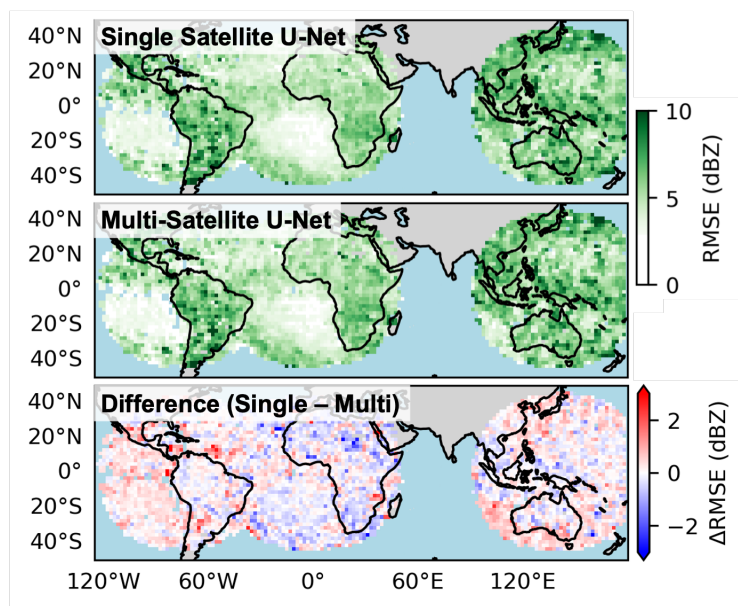 Single Satellite U-Net
40°N
20°N
0°
20°S
40°S
Multi-Satellite U-Net
40°N
20°N
0°
20°S
40°S
10
5
0
RMSE (dBZ)
Difference (Single – Multi)
40°N
20°N
0°
20°S
40°S
2
0
−2
ΔRMSE (dBZ)
120°W 60°W 0° 60°E 120°E